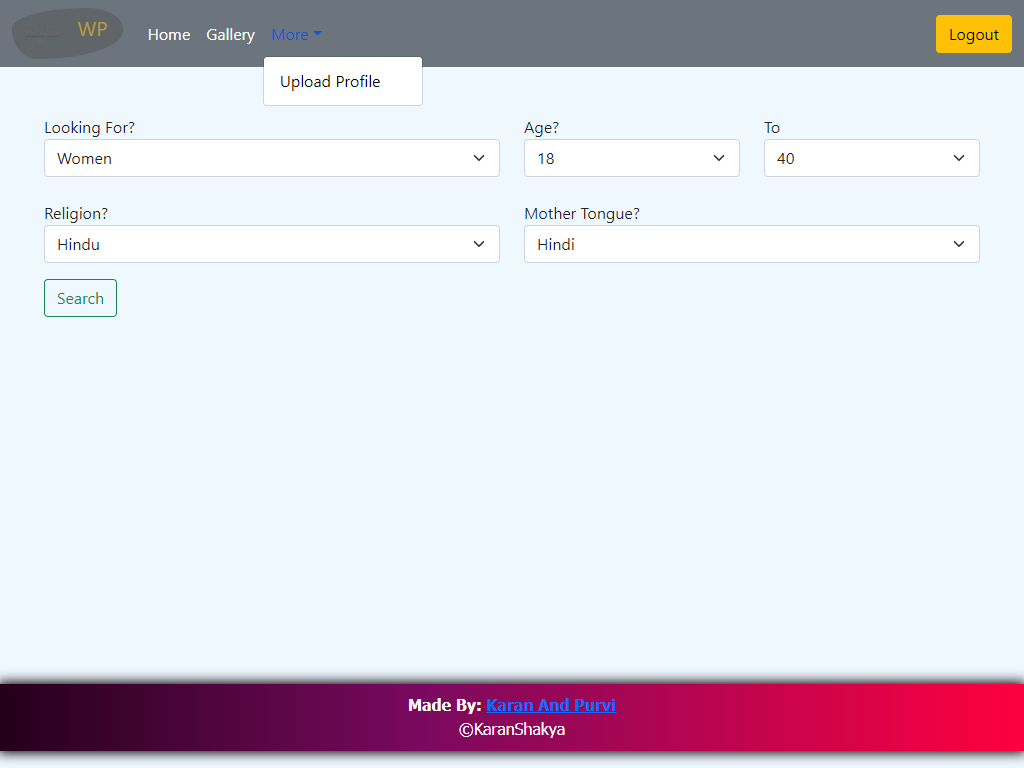 WP
Home Gallery More Logout
Upload Profile
Looking For? Age? To
Women 18 40
Religion? Mother Tongue?
Hindu Hindi
Search
Made By: Karan And Purvi
©KaranShakya